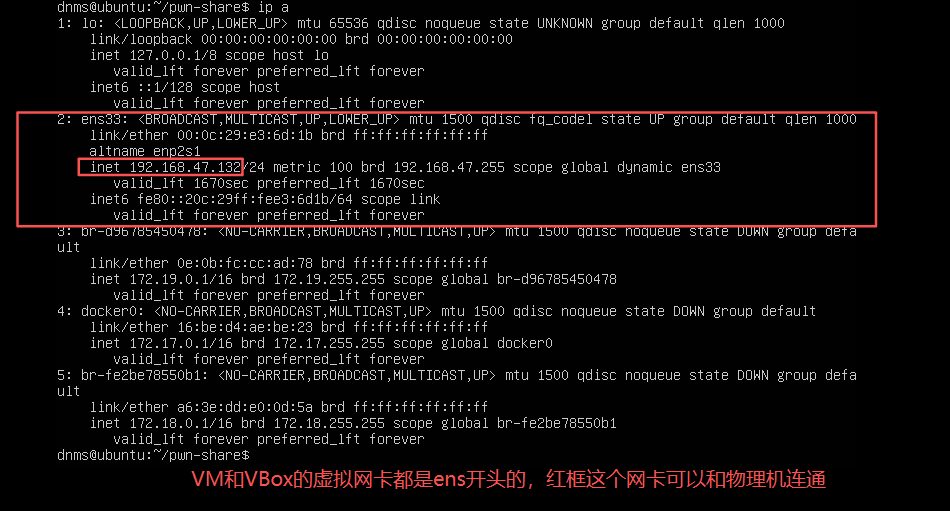 dnms@ubuntu:~/pwn-share$ ip a
1: lo: <LOOPBACK,UP,LOWER_UP> mtu 65536 qdisc noqueue state UNKNOWN group default qlen 1000
link/loopback 00:00:00:00:00:00 brd 00:00:00:00:00:00
inet 127.0.0.1/8 scope host lo
valid_lft forever preferred_lft forever
inet6 ::1/128 scope host
valid_lft forever preferred_lft forever
2: ens33: <BROADCAST,MULTICAST,UP,LOWER_UP> mtu 1500 qdisc fq_codel state UP group default qlen 1000
link/ether 00:0c:29:e3:6d:1b brd ff:ff:ff:ff:ff:ff
altname enp2s1
inet 192.168.47.132/24 metric 100 brd 192.168.47.255 scope global dynamic ens33
valid_lft 1670sec preferred_lft 1670sec
inet6 fe80::20c:29ff:fee3:6d1b/64 scope link
valid_lft forever preferred_lft forever
3: br-d96785450478: <NO-CARRIER,BROADCAST,MULTICAST,UP> mtu 1500 qdisc noqueue state DOWN group defa
ult
link/ether 0e:0b:fc:cc:ad:78 brd ff:ff:ff:ff:ff:ff
inet 172.19.0.1/16 brd 172.19.255.255 scope global br-d96785450478
valid_lft forever preferred_lft forever
4: docker0: <NO-CARRIER,BROADCAST,MULTICAST,UP> mtu 1500 qdisc noqueue state DOWN group default
link/ether 16:be:d4:ae:be:23 brd ff:ff:ff:ff:ff:ff
inet 172.17.0.1/16 brd 172.17.255.255 scope global docker0
valid_lft forever preferred_lft forever
5: br-fe2be78550b1: <NO-CARRIER,BROADCAST,MULTICAST,UP> mtu 1500 qdisc noqueue state DOWN group defa
ult
link/ether a6:3e:dd:e0:0d:5a brd ff:ff:ff:ff:ff:ff
inet 172.18.0.1/16 brd 172.18.255.255 scope global br-fe2be78550b1
valid_lft forever preferred_lft forever
dnms@ubuntu:~/pwn-share$
VM和VBox的虚拟网卡都是ens开头的，红框这个网卡可以和物理机连通